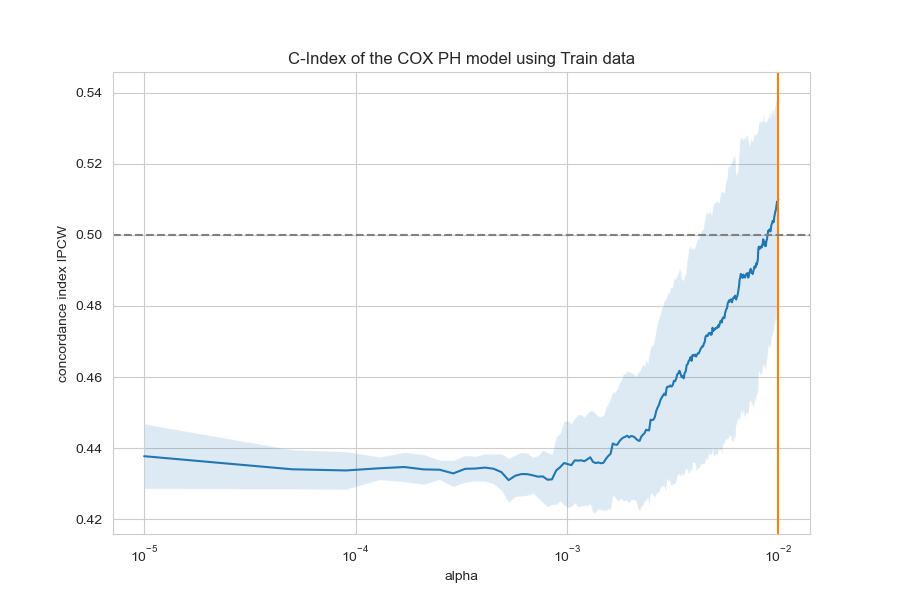 C-Index of the COX PH model using Train data
concordance index IPCW
0.54
0.52
0.50
0.48
0.46
0.44
0.42
10⁻⁵ 10⁻⁴ 10⁻³ 10⁻²
alpha